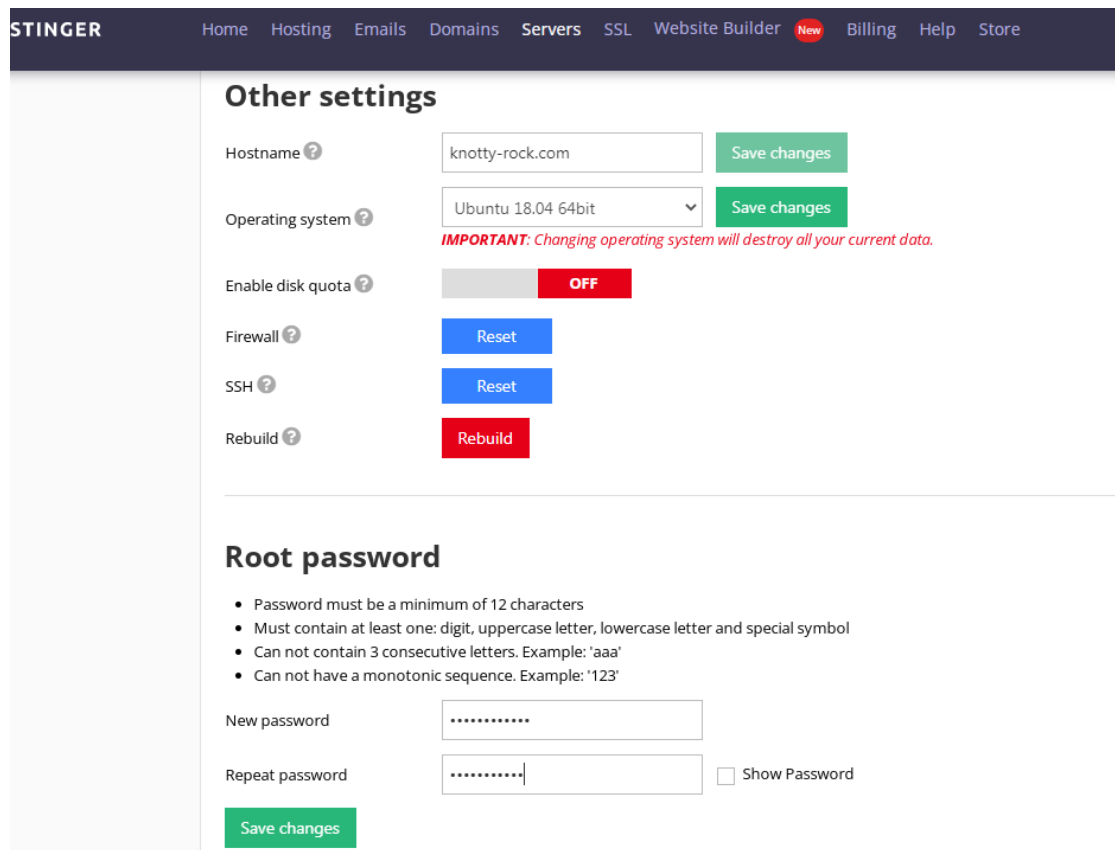 STINGER Home Hosting Emails Domains Servers SSL Website Builder New Billing Help Store
Other settings
Hostname ? knotty-rock.com Save changes
Operating system ? Ubuntu 18.04 64bit Save changes
IMPORTANT: Changing operating system will destroy all your current data.
Enable disk quota ? OFF
Firewall ? Reset
SSH ? Reset
Rebuild ? Rebuild
Root password
• Password must be a minimum of 12 characters
• Must contain at least one: digit, uppercase letter, lowercase letter and special symbol
• Can not contain 3 consecutive letters. Example: 'aaa'
• Can not have a monotonic sequence. Example: '123'
New password ••••••••••••
Repeat password ••••••••••• Show Password
Save changes